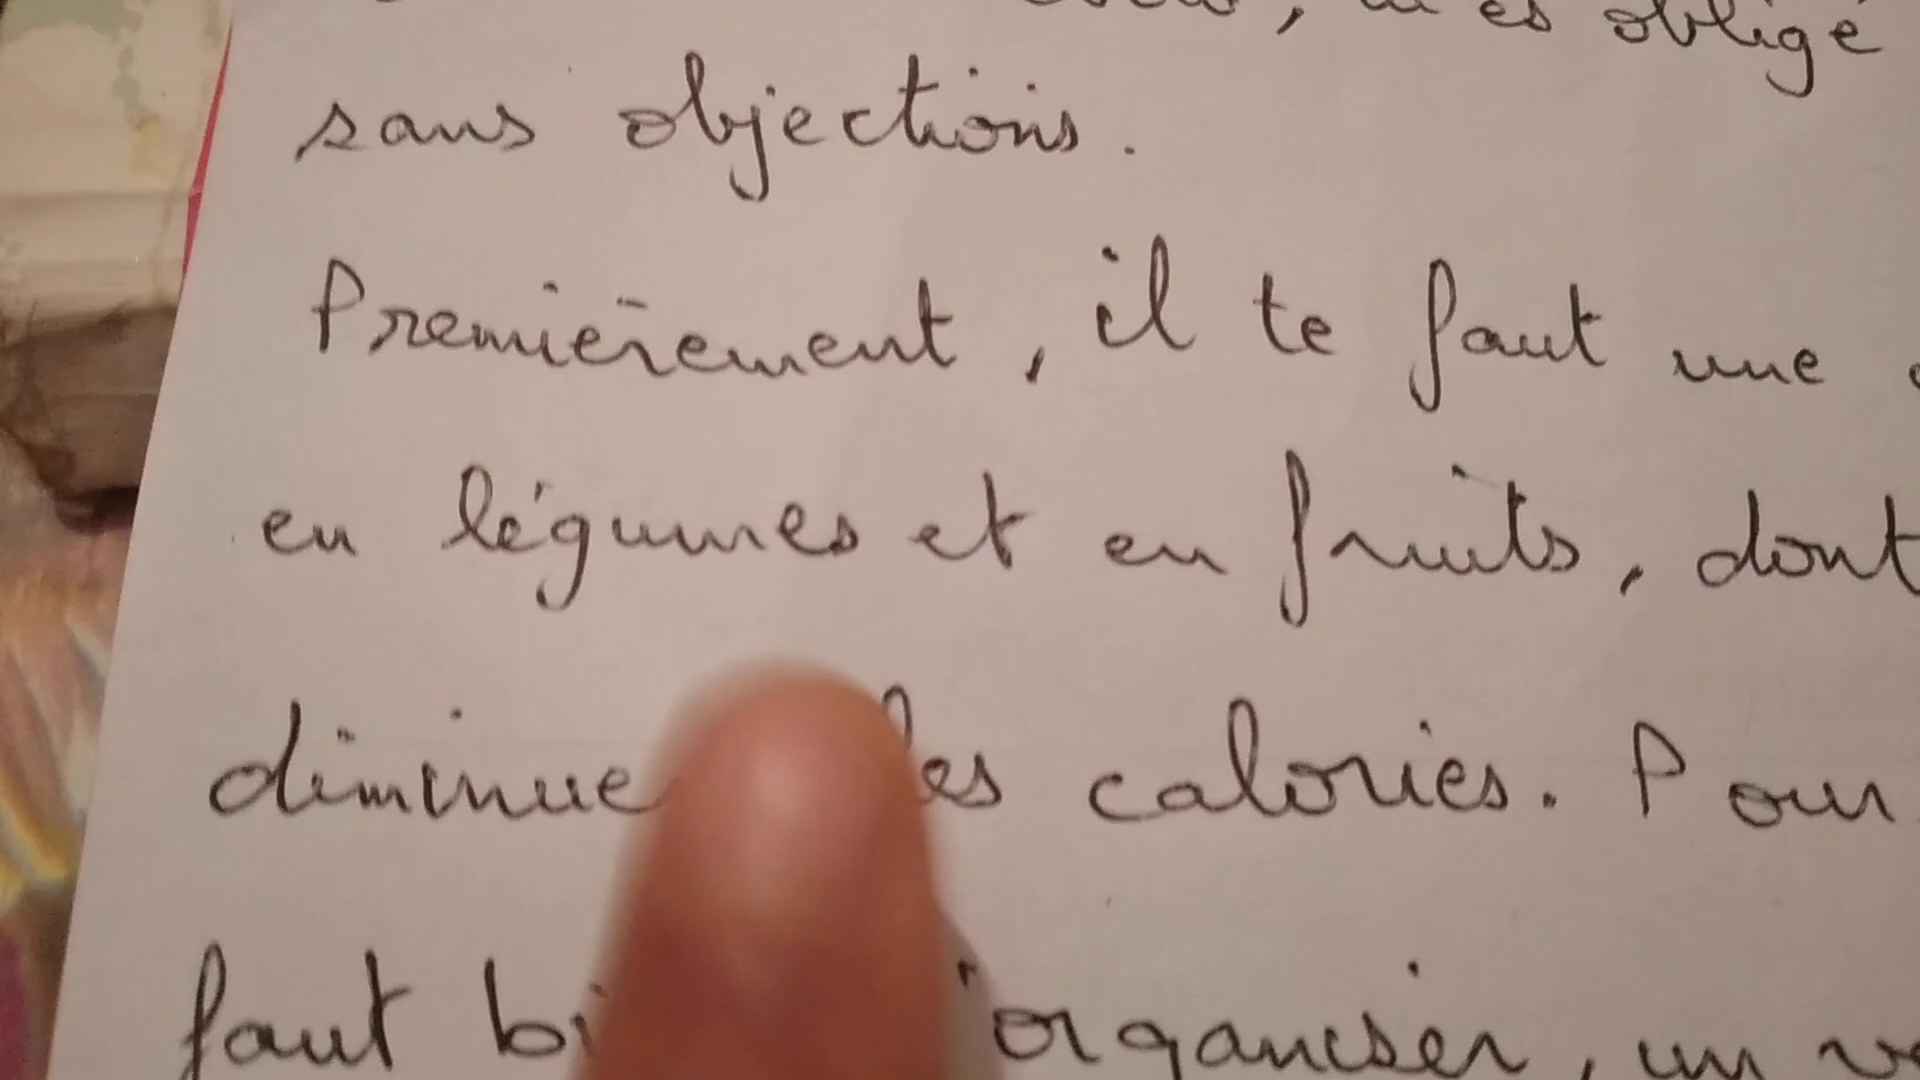 , tu es obligé
sans objections.
Premièrement, il te faut une
en légumes et en fruits, dont
diminue les calories. Pour
faut organiser, un